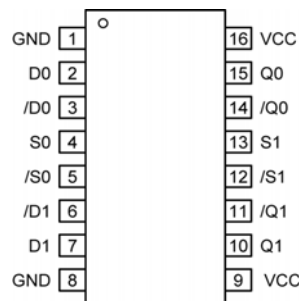 GND 1 16 VCC
D0 2 15 Q0
/D0 3 14 /Q0
S0 4 13 S1
/S0 5 12 /S1
/D1 6 11 /Q1
D1 7 10 Q1
GND 8 9 VCC